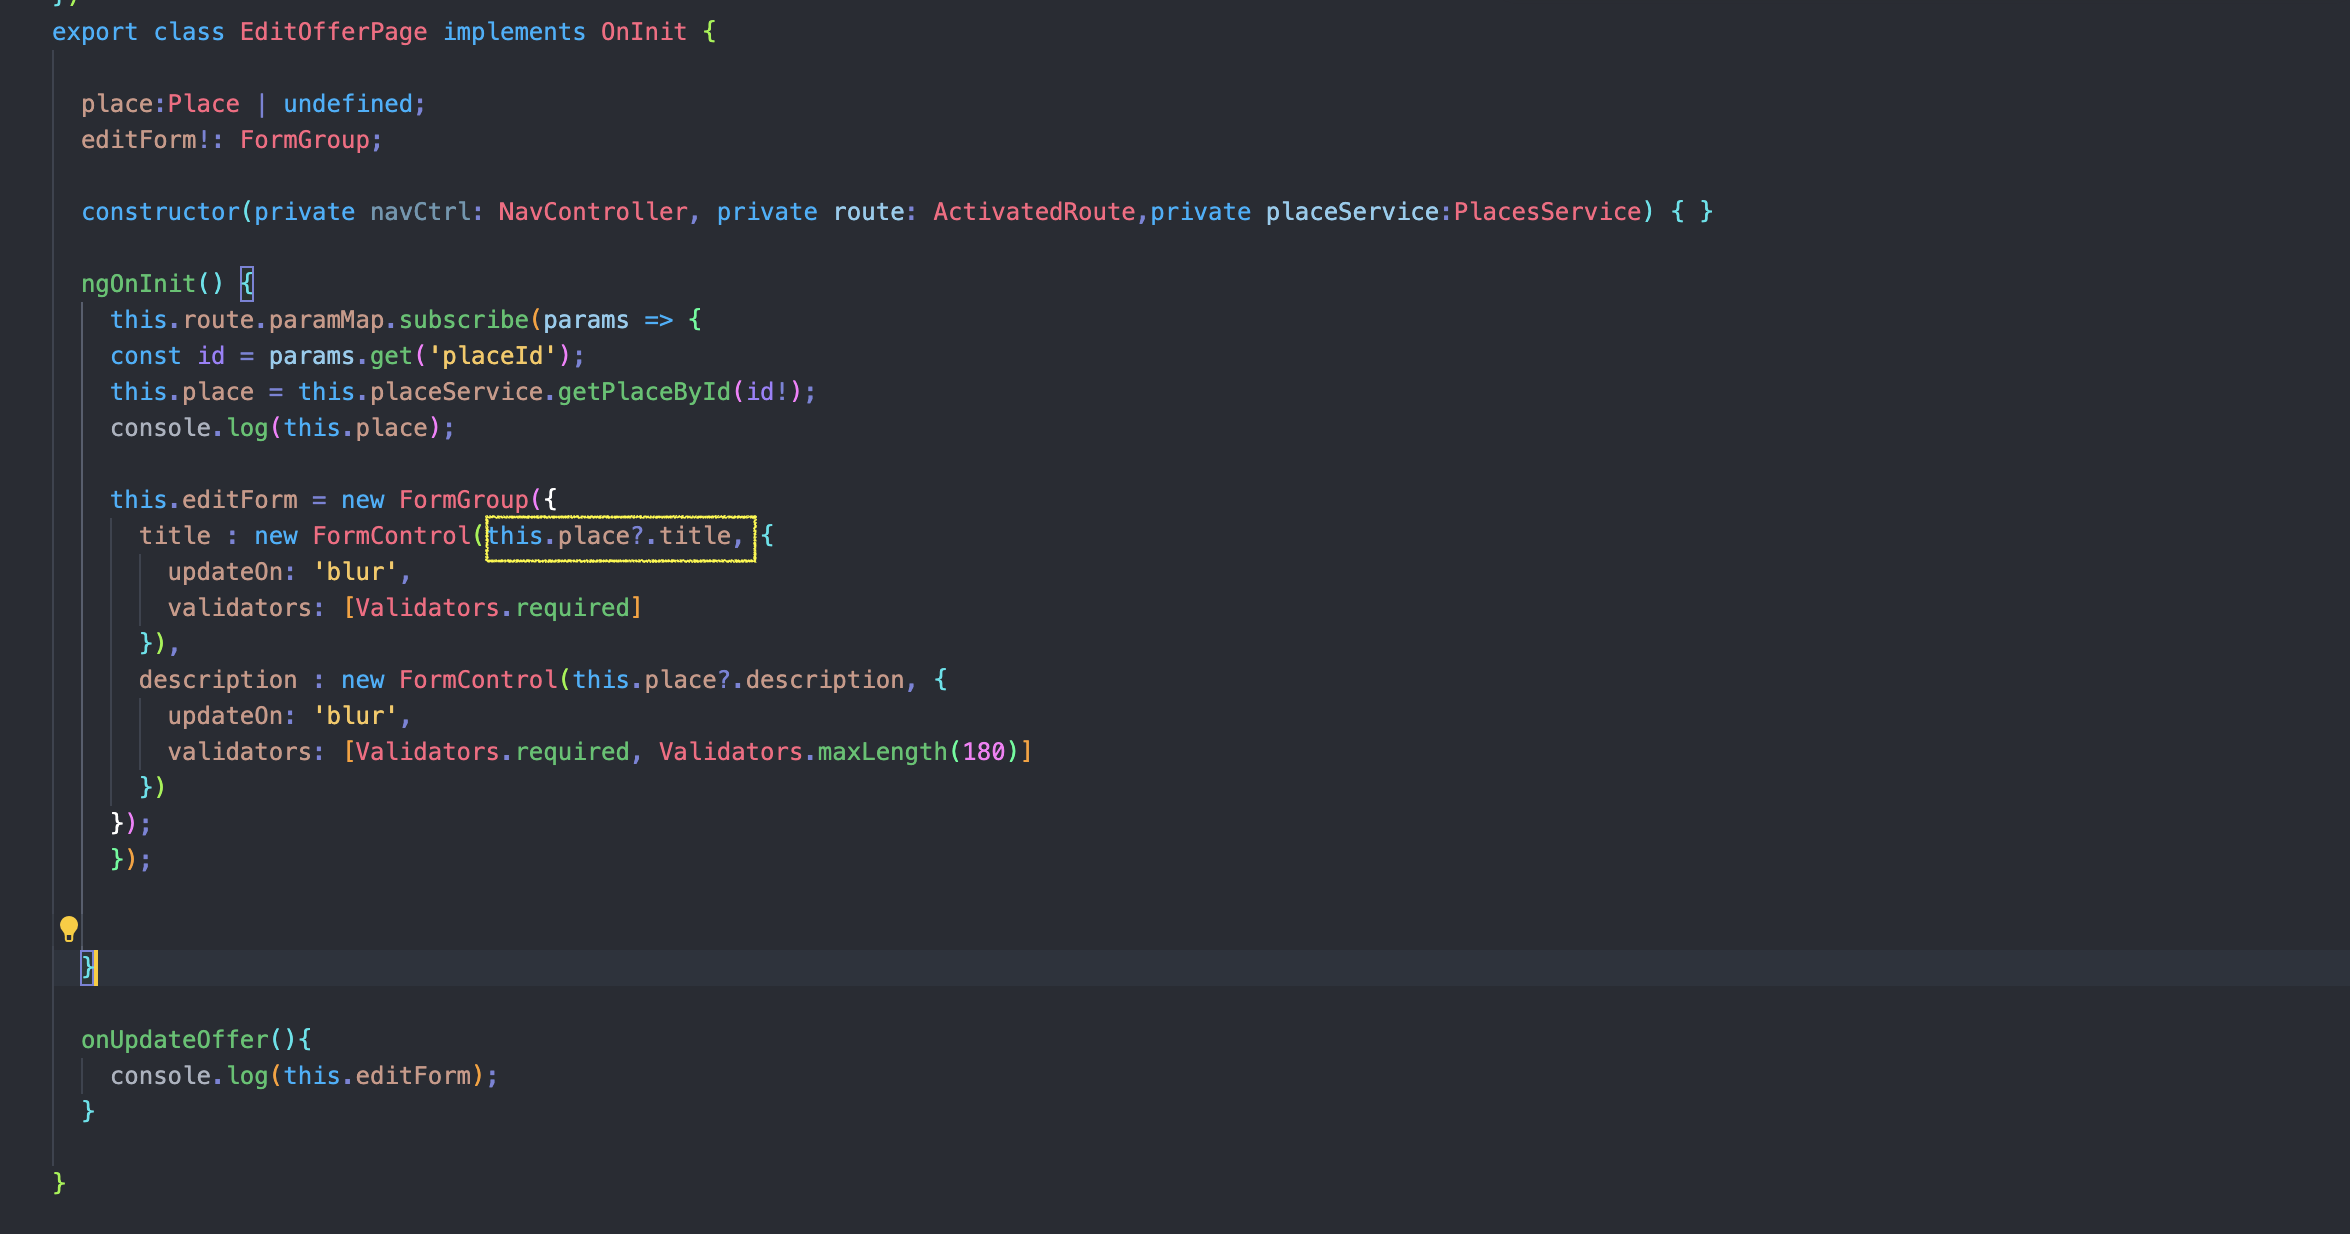 })
export class EditOfferPage implements OnInit {
place:Place | undefined;
editForm!: FormGroup;
constructor(private navCtrl: NavController, private route: ActivatedRoute,private placeService:PlacesService) { }
ngOnInit() {
this.route.paramMap.subscribe(params => {
const id = params.get('placeId');
this.place = this.placeService.getPlaceById(id!);
console.log(this.place);
this.editForm = new FormGroup({
title : new FormControl(this.place?.title, {
updateOn: 'blur',
validators: [Validators.required]
}),
description : new FormControl(this.place?.description, {
updateOn: 'blur',
validators: [Validators.required, Validators.maxLength(180)]
})
});
});
}
onUpdateOffer(){
console.log(this.editForm);
}
}